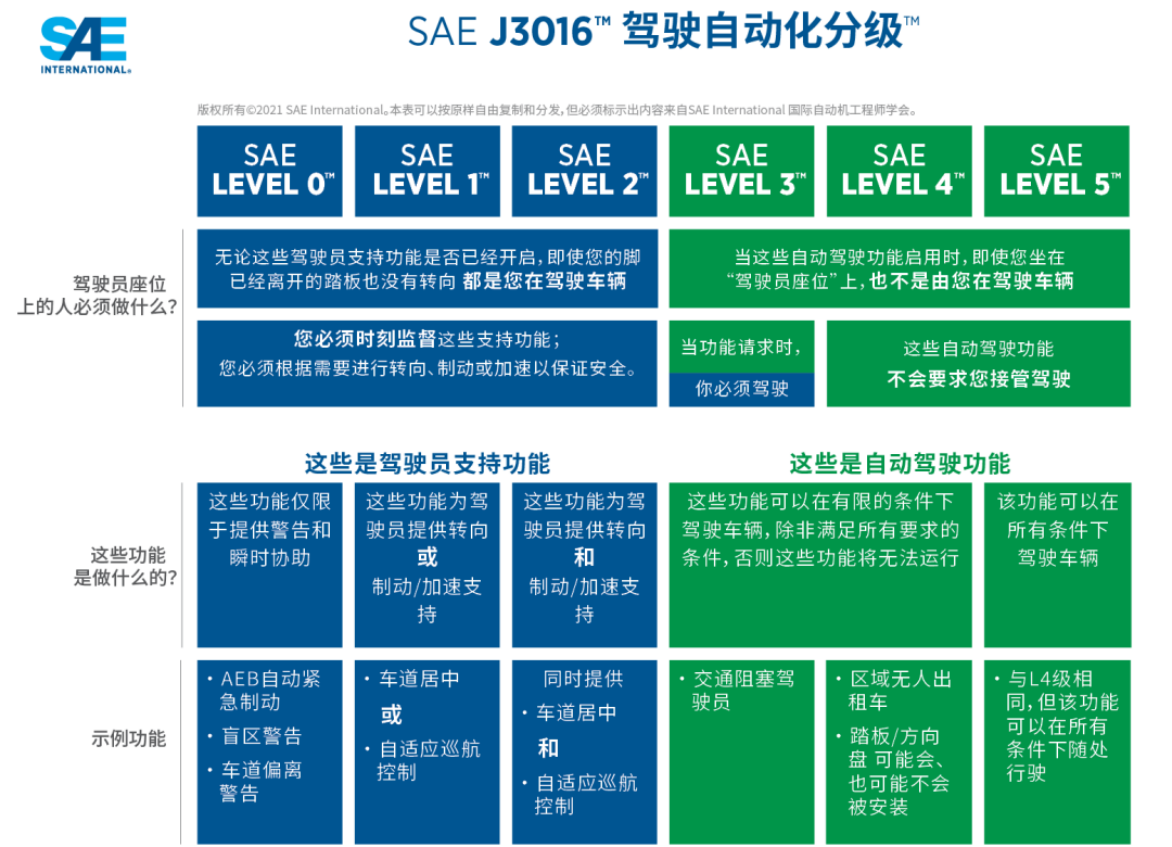 SAE
INTERNATIONAL®
SAE J3016™ 驾驶自动化分级™
版权所有©2021 SAE International。本表可以按原样自由复制和分发，但必须标示出内容来自SAE International 国际自动机工程师学会。
SAE
LEVEL 0™
SAE
LEVEL 1™
SAE
LEVEL 2™
SAE
LEVEL 3™
SAE
LEVEL 4™
SAE
LEVEL 5™
驾驶员座位
上的人必须做什么？
无论这些驾驶员支持功能是否已经开启，即使您的脚
已经离开的踏板也没有转向 都是您在驾驶车辆
当这些自动驾驶功能启用时，即使您坐在
“驾驶员座位”上，也不是由您在驾驶车辆
您必须时刻监督这些支持功能；
您必须根据需要进行转向、制动或加速以保证安全。
当功能请求时，
你必须驾驶
这些自动驾驶功能
不会要求您接管驾驶
这些是驾驶员支持功能
这些是自动驾驶功能
这些功能
是做什么的？
这些功能仅限
于提供警告和
瞬时协助
这些功能为驾
驶员提供转向
或
制动/加速支
持
这些功能为驾
驶员提供转向
和
制动/加速支
持
这些功能可以在有限的条件下
驾驶车辆，除非满足所有要求的
条件，否则这些功能将无法运行
该功能可以在
所有条件下
驾驶车辆
示例功能
・AEB自动紧
急制动
・盲区警告
・车道偏离
警告
・车道居中
或
・自适应巡航
控制
同时提供
・车道居中
和
・自适应巡航
控制
・交通阻塞驾
驶员
・区域无人出
租车
・踏板/方向
盘 可能会、
也可能不会
被安装
・与L4级相
同，但该功能
可以在所有
条件下随处
行驶